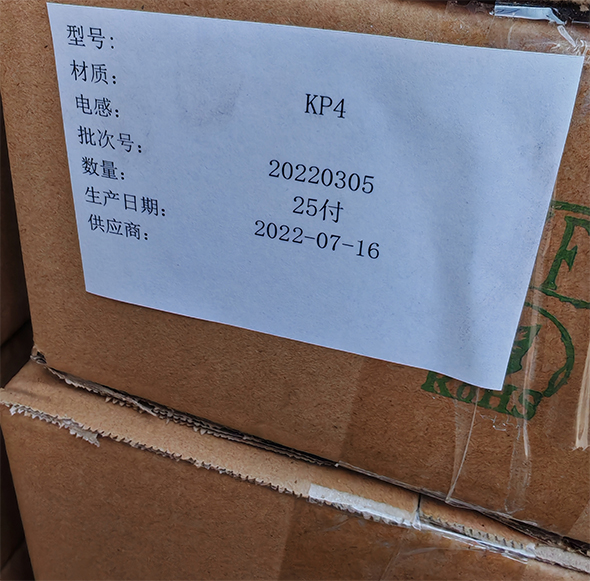 型号:
材质: KP4
电感:
批次号: 20220305
数量: 25付
生产日期: 2022-07-16
供应商:
F
RoHS